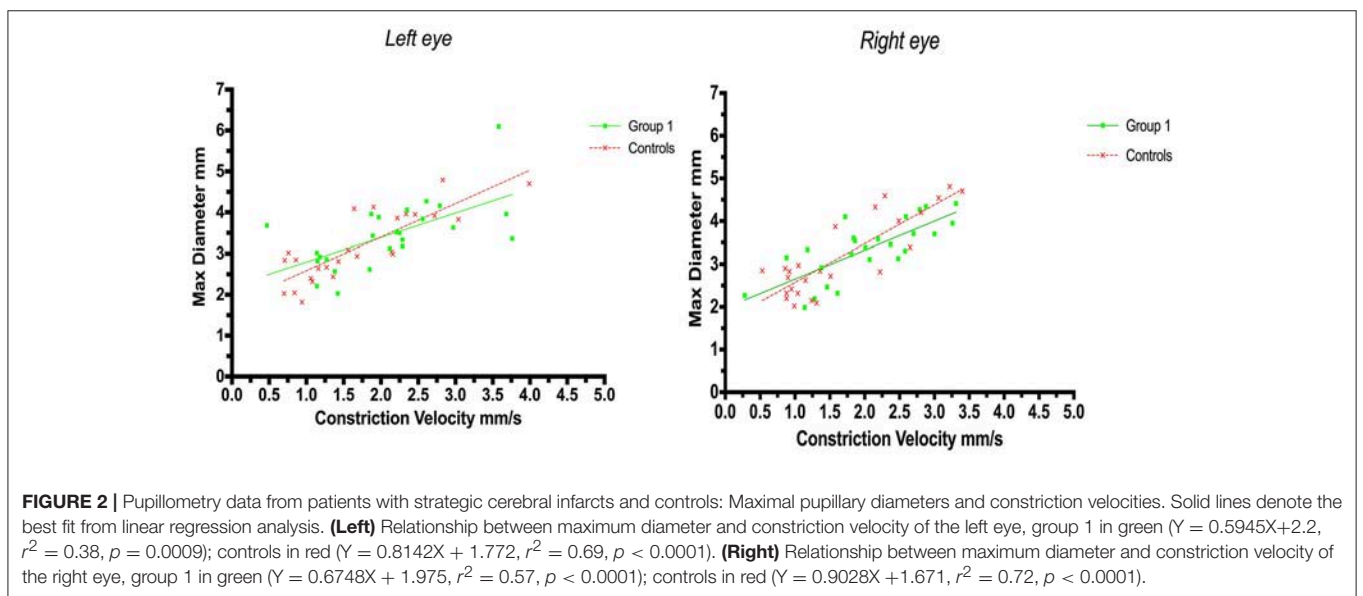 Left eye
Right eye
7
6
5
4
3
2
1
0
Max Diameter mm
0.0 0.5 1.0 1.5 2.0 2.5 3.0 3.5 4.0 4.5 5.0
Constriction Velocity mm/s
Group 1
Controls
7
6
5
4
3
2
1
0
Max Diameter mm
0.0 0.5 1.0 1.5 2.0 2.5 3.0 3.5 4.0 4.5 5.0
Constriction Velocity mm/s
Group 1
Controls
FIGURE 2 | Pupillometry data from patients with strategic cerebral infarcts and controls: Maximal pupillary diameters and constriction velocities. Solid lines denote the
best fit from linear regression analysis. (Left) Relationship between maximum diameter and constriction velocity of the left eye, group 1 in green (Y = 0.5945X+2.2,
r² = 0.38, p = 0.0009); controls in red (Y = 0.8142X + 1.772, r² = 0.69, p < 0.0001). (Right) Relationship between maximum diameter and constriction velocity of
the right eye, group 1 in green (Y = 0.6748X + 1.975, r² = 0.57, p < 0.0001); controls in red (Y = 0.9028X +1.671, r² = 0.72, p < 0.0001).